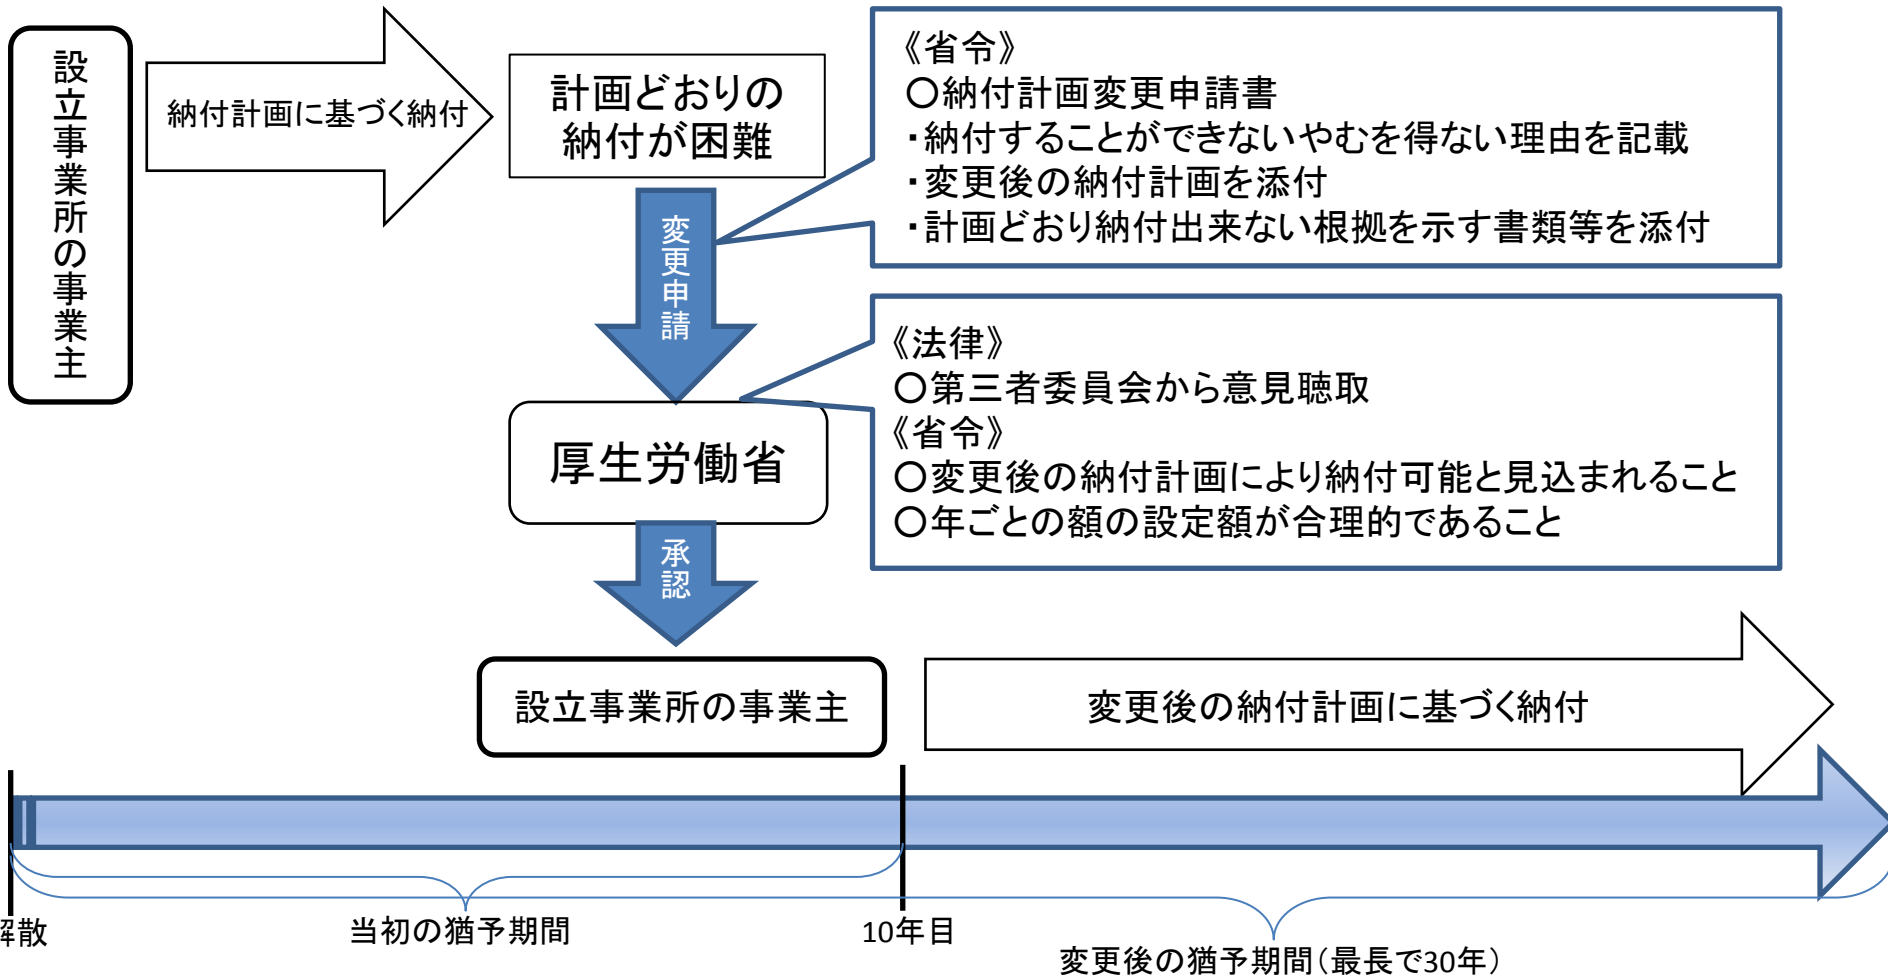 設立事業所の事業主
納付計画に基づく納付
計画どおりの
納付が困難
《省令》
○納付計画変更申請書
・納付することができないやむを得ない理由を記載
・変更後の納付計画を添付
・計画どおり納付出来ない根拠を示す書類等を添付
変更申請
《法律》
○第三者委員会から意見聴取
《省令》
○変更後の納付計画により納付可能と見込まれること
○年ごとの額の設定額が合理的であること
厚生労働省
承認
設立事業所の事業主
変更後の納付計画に基づく納付
解散
当初の猶予期間
10年目
変更後の猶予期間（最長で30年）